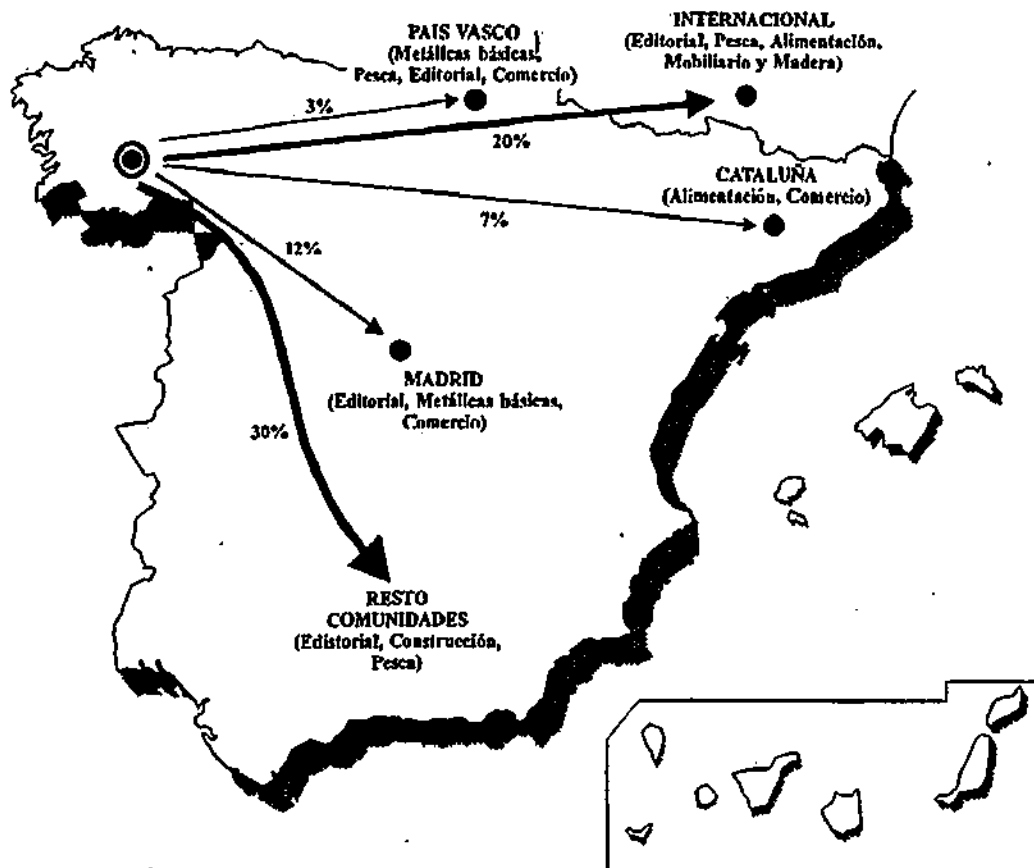 PAIS VASCO
(Metálicas básicas,
Pesca, Editorial, Comercio)
3%
INTERNACIONAL
(Editorial, Pesca, Alimentación,
Mobiliario y Madera)
20%
CATALUÑA
(Alimentación, Comercio)
7%
12%
MADRID
(Editorial, Metálicas básicas,
Comercio)
30%
RESTO
COMUNIDADES
(Edistorial, Construcción,
Pesca)